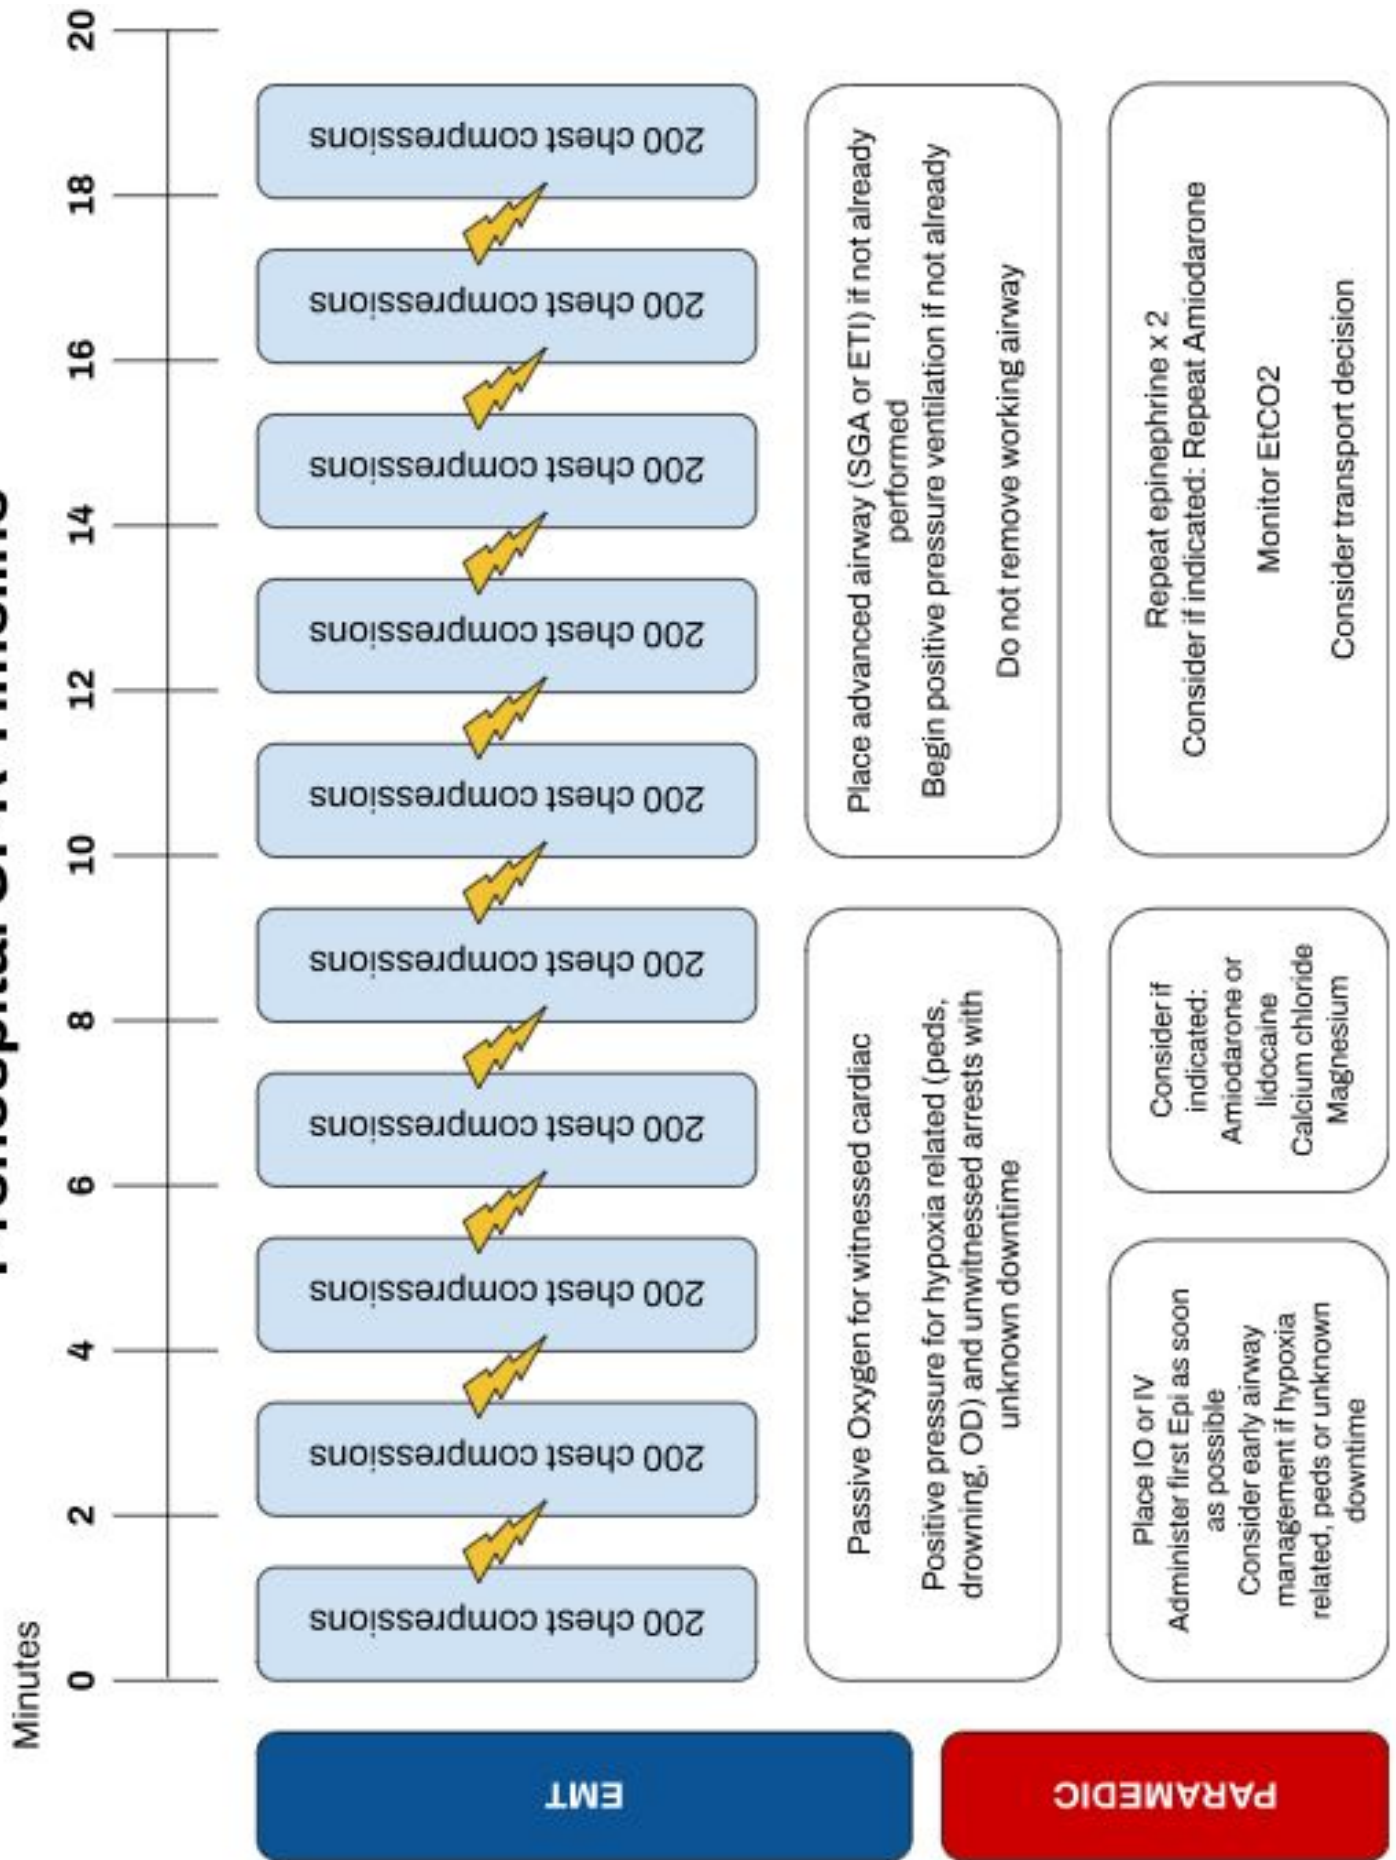 Prehospital CPR Timeline
Minutes
0 2 4 6 8 10 12 14 16 18 20
EMT
200 chest compressions
200 chest compressions
200 chest compressions
200 chest compressions
200 chest compressions
200 chest compressions
200 chest compressions
200 chest compressions
200 chest compressions
200 chest compressions
Passive Oxygen for witnessed cardiac
Positive pressure for hypoxia related (peds,
drowning, OD) and unwitnessed arrests with
unknown downtime
Place advanced airway (SGA or ETI) if not already
performed
Begin positive pressure ventilation if not already
Do not remove working airway
PARAMEDIC
Place IO or IV
Administer first Epi as soon
as possible
Consider early airway
management if hypoxia
related, peds or unknown
downtime
Consider if
indicated:
Amiodarone or
lidocaine
Calcium chloride
Magnesium
Repeat epinephrine x 2
Consider if indicated: Repeat Amiodarone
Monitor EtCO2
Consider transport decision